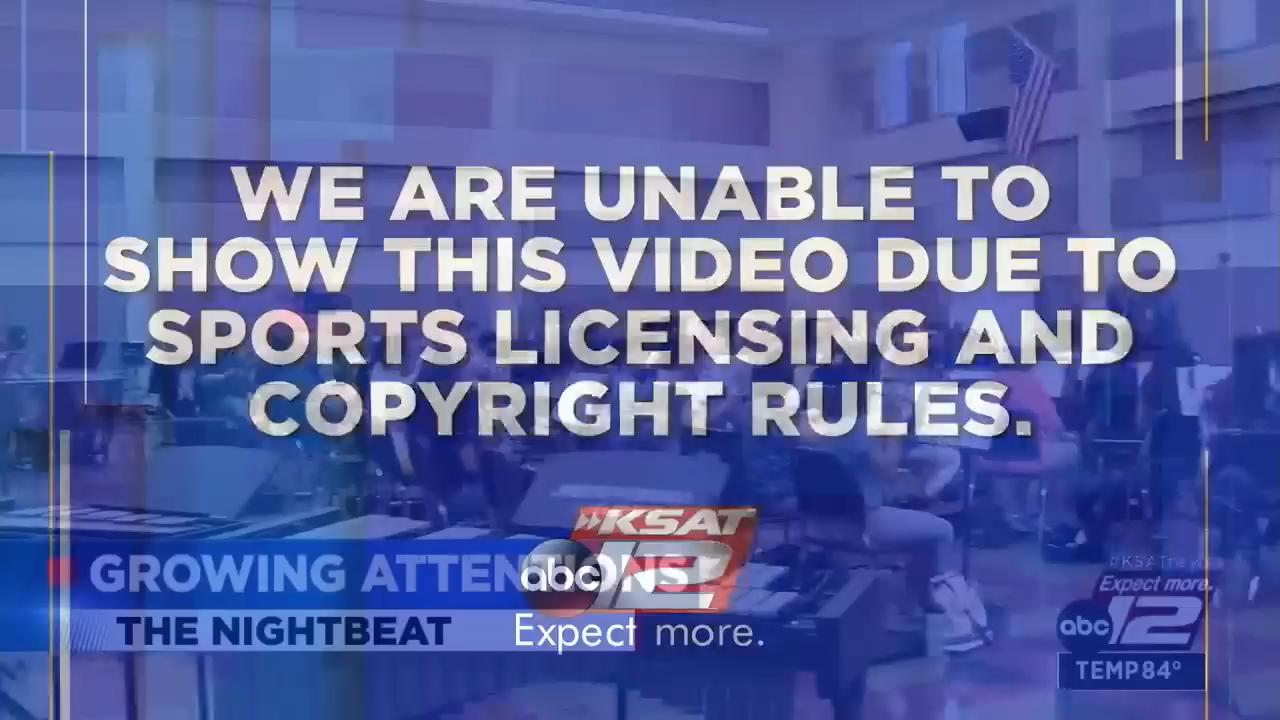 WE ARE UNABLE TO
SHOW THIS VIDEO DUE TO
SPORTS LICENSING AND
COPYRIGHT RULES.
KSAT
abc 12
Expect more.
GROWING ATTENTIONS
THE NIGHTBEAT
Expect more.
abc 12
TEMP 84°